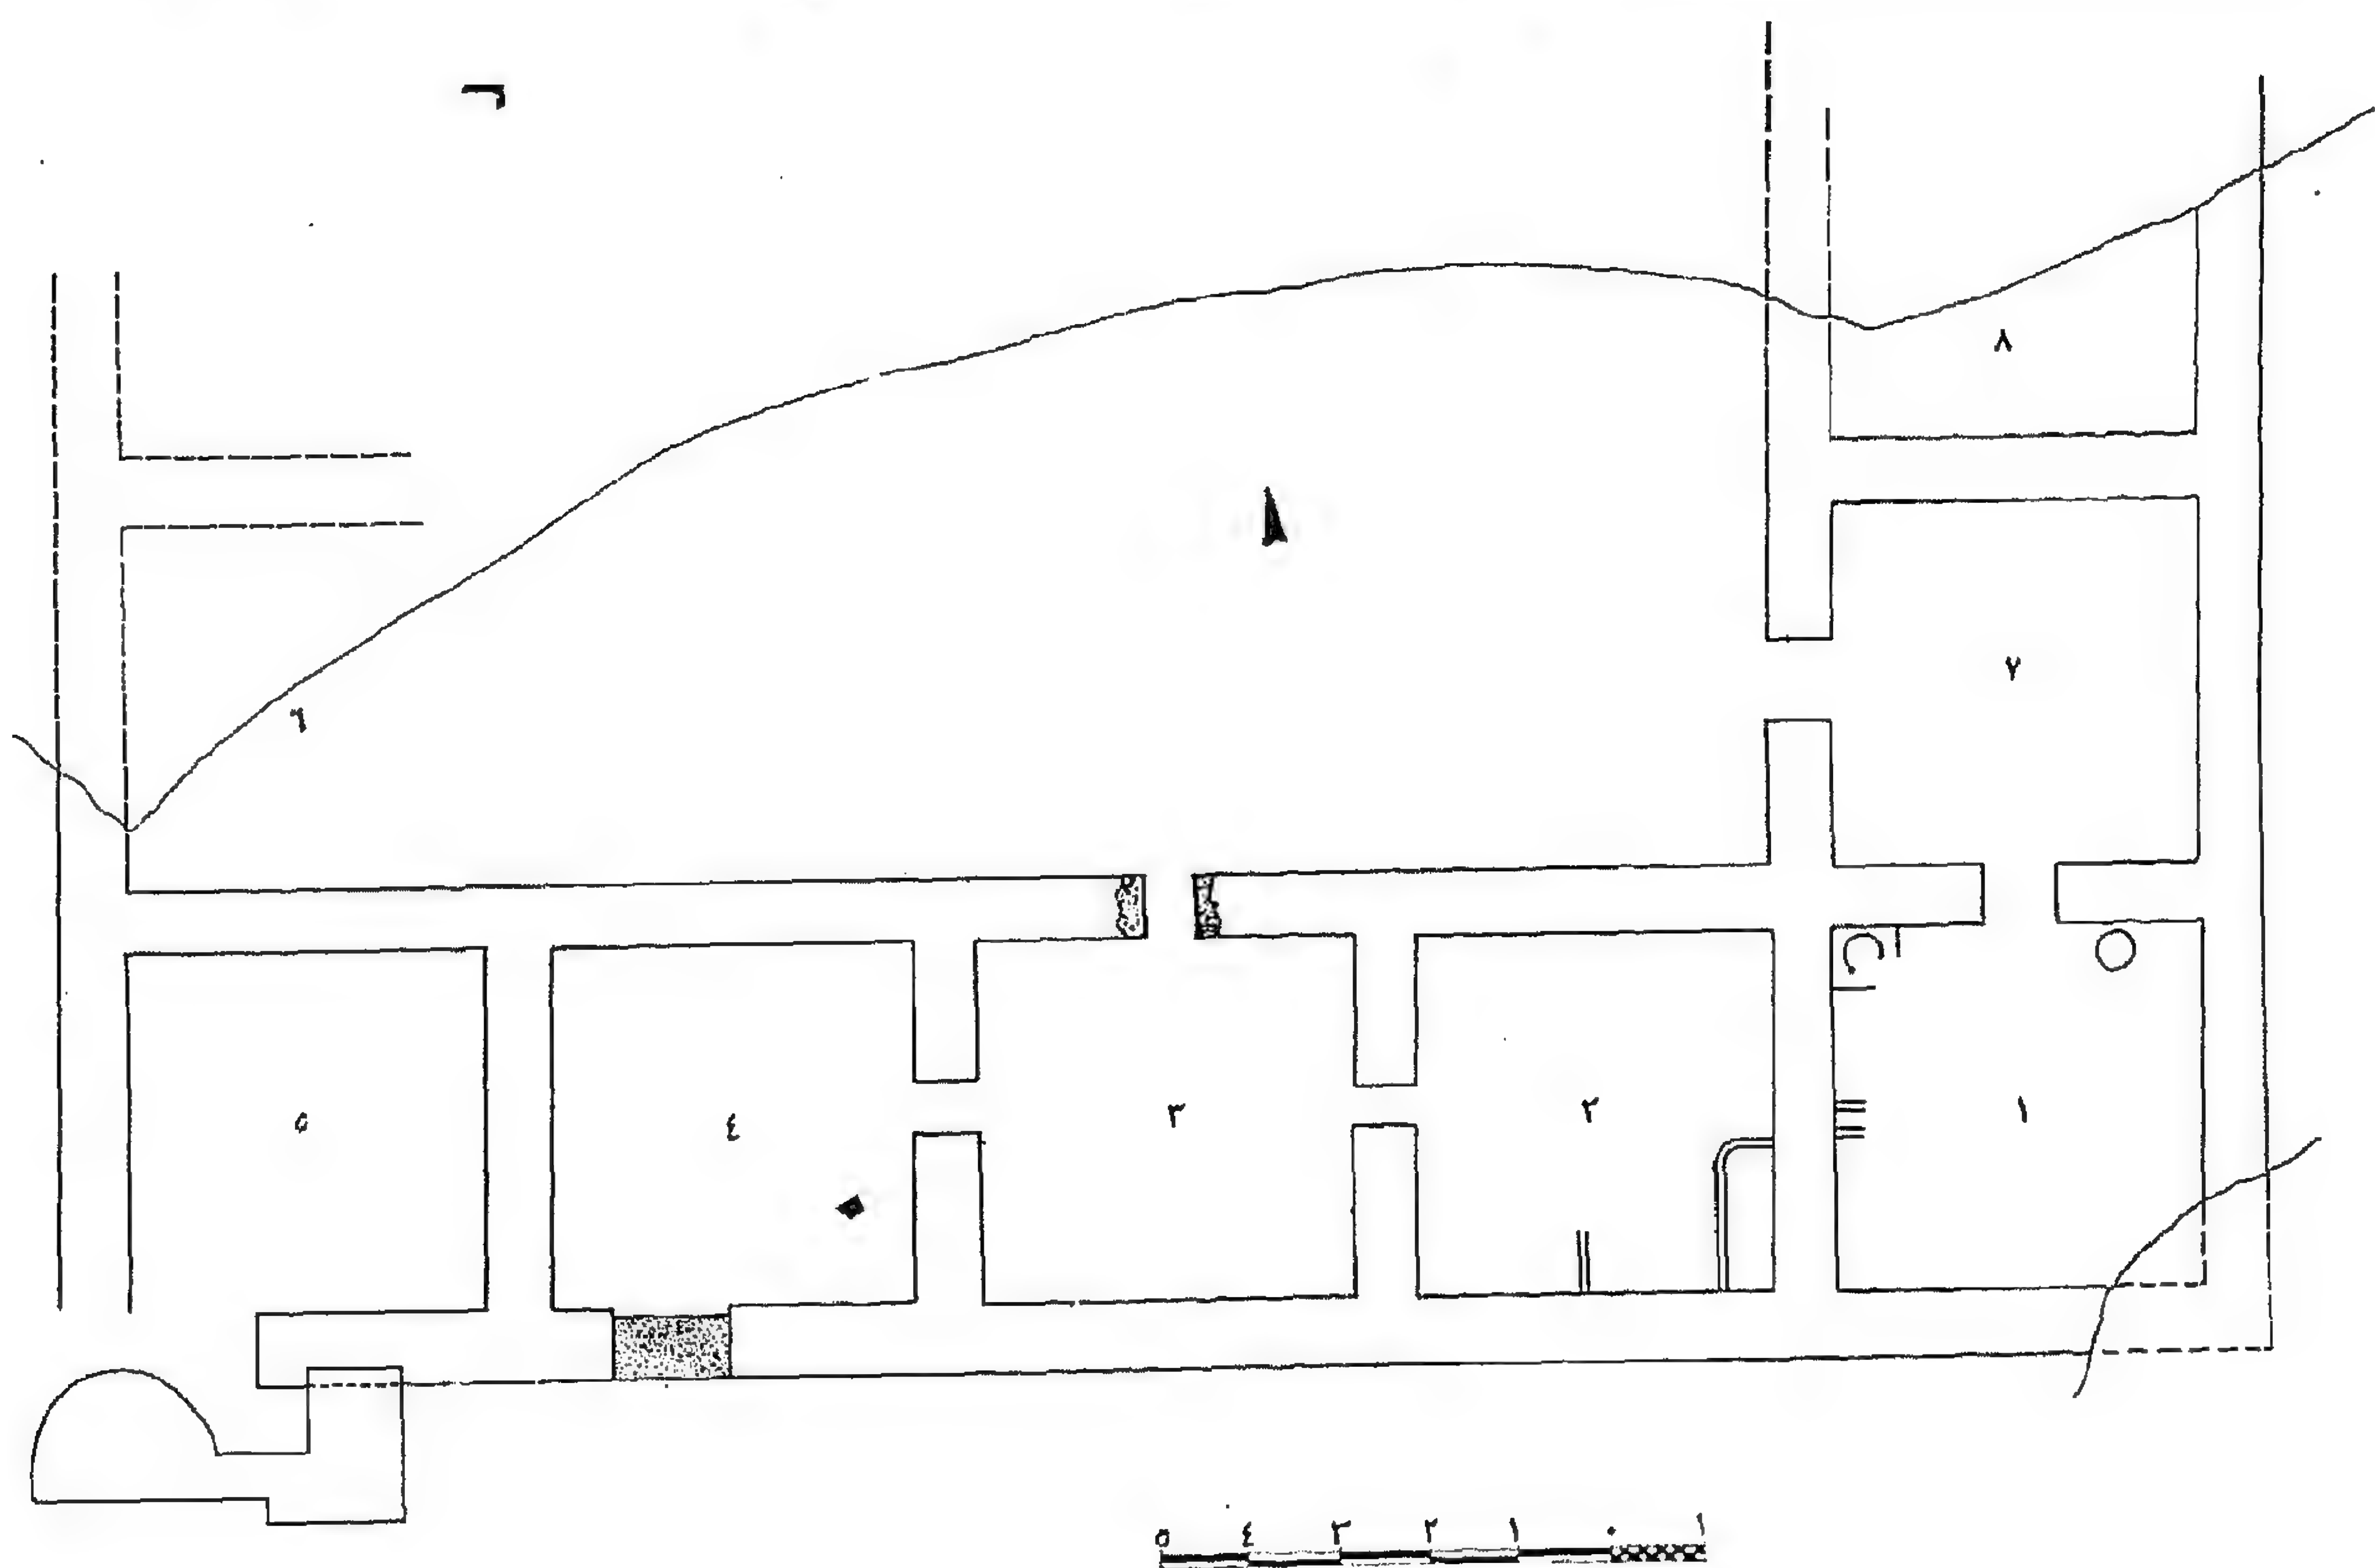 ٨
٧
٦
٥ ٤ ٣ ٢ ١
٥ ٤ ٣ ٢ ١ ٠ ١